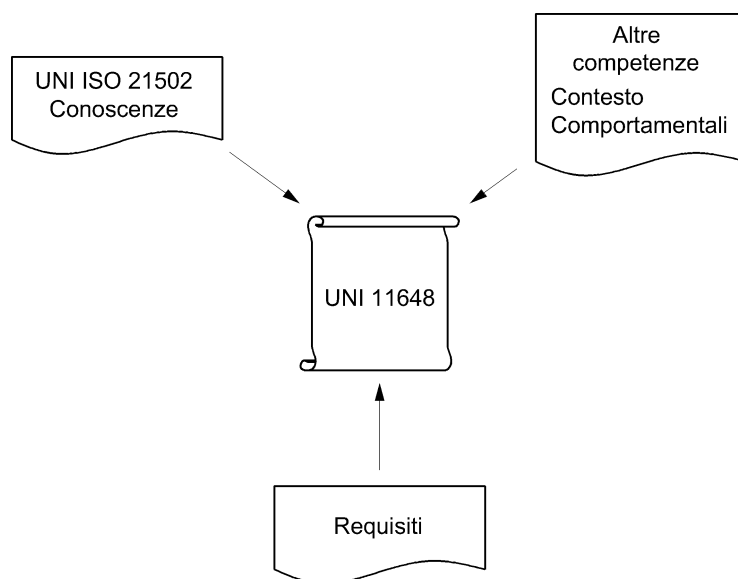 UNI ISO 21502
Conoscenze
Altre
competenze
Contesto
Comportamentali
UNI 11648
Requisiti